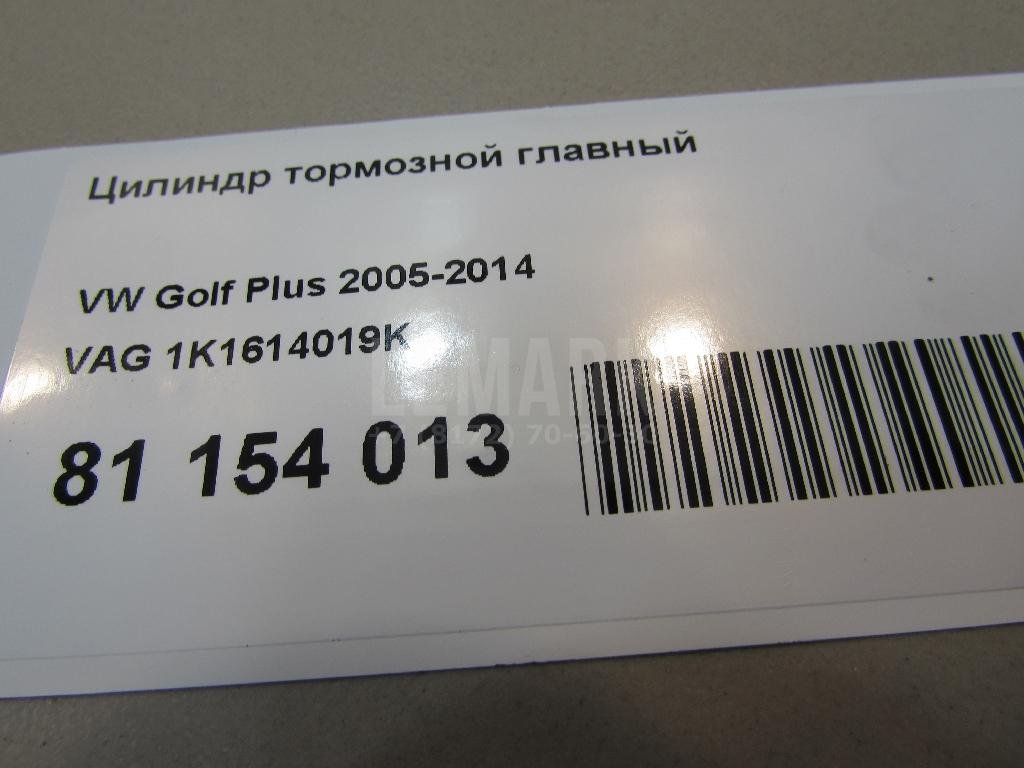 Цилиндр тормозной главный
VW Golf Plus 2005-2014
VAG 1K1614019K
81 154 013